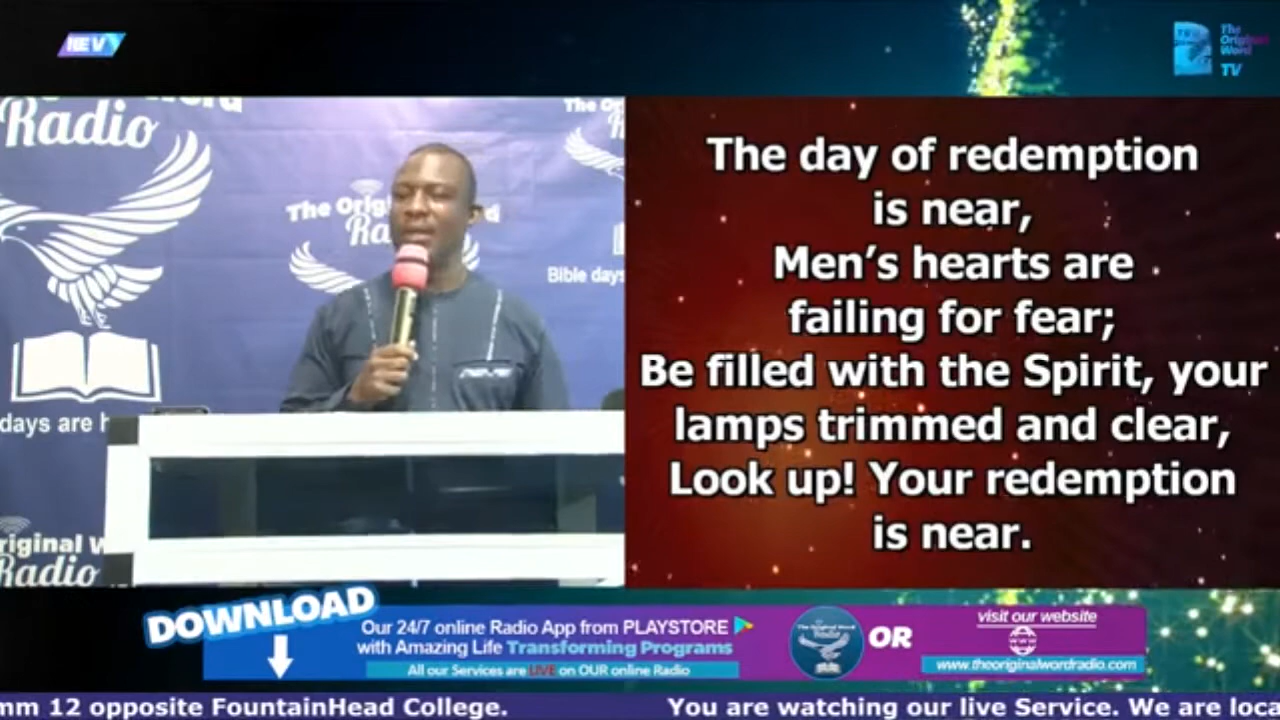 NEW
The
Original
Word
TV
Radio
The
Radio
Bible days
days are
Radio
The day of redemption
is near,
Men's hearts are
failing for fear;
Be filled with the Spirit, your
lamps trimmed and clear,
Look up! Your redemption
is near.
DOWNLOAD
Our 24/7 online Radio App from PLAYSTORE
with Amazing Life Transforming Programs
All our Services are LIVE on OUR online Radio
The Original Word
Radio
OR
visit our website
www.theoriginalwordradio.com
12 opposite FountainHead College.
You are watching our live Service. We are